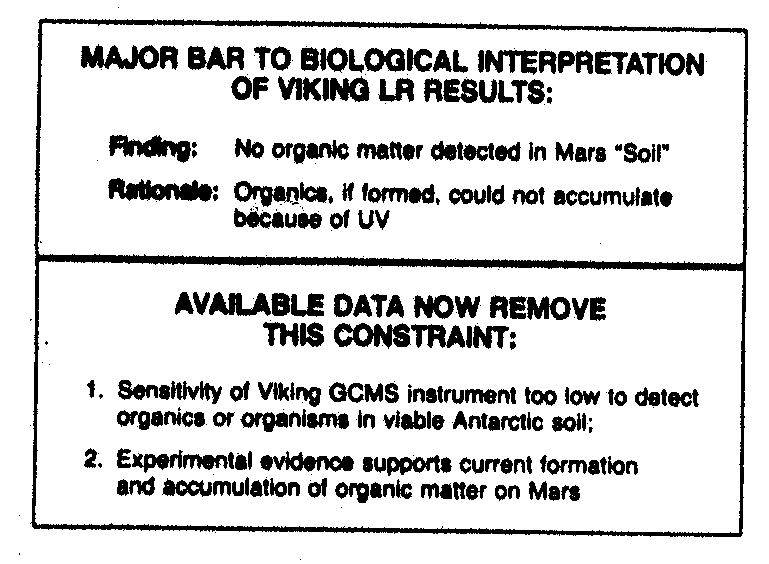 MAJOR BAR TO BIOLOGICAL INTERPRETATION
OF VIKING LR RESULTS:
Finding: No organic matter detected in Mars "Soil"
Rationale: Organics, if formed, could not accumulate
because of UV
AVAILABLE DATA NOW REMOVE
THIS CONSTRAINT:
1. Sensitivity of Viking GCMS instrument too low to detect
organics or organisms in viable Antarctic soil;
2. Experimental evidence supports current formation
and accumulation of organic matter on Mars